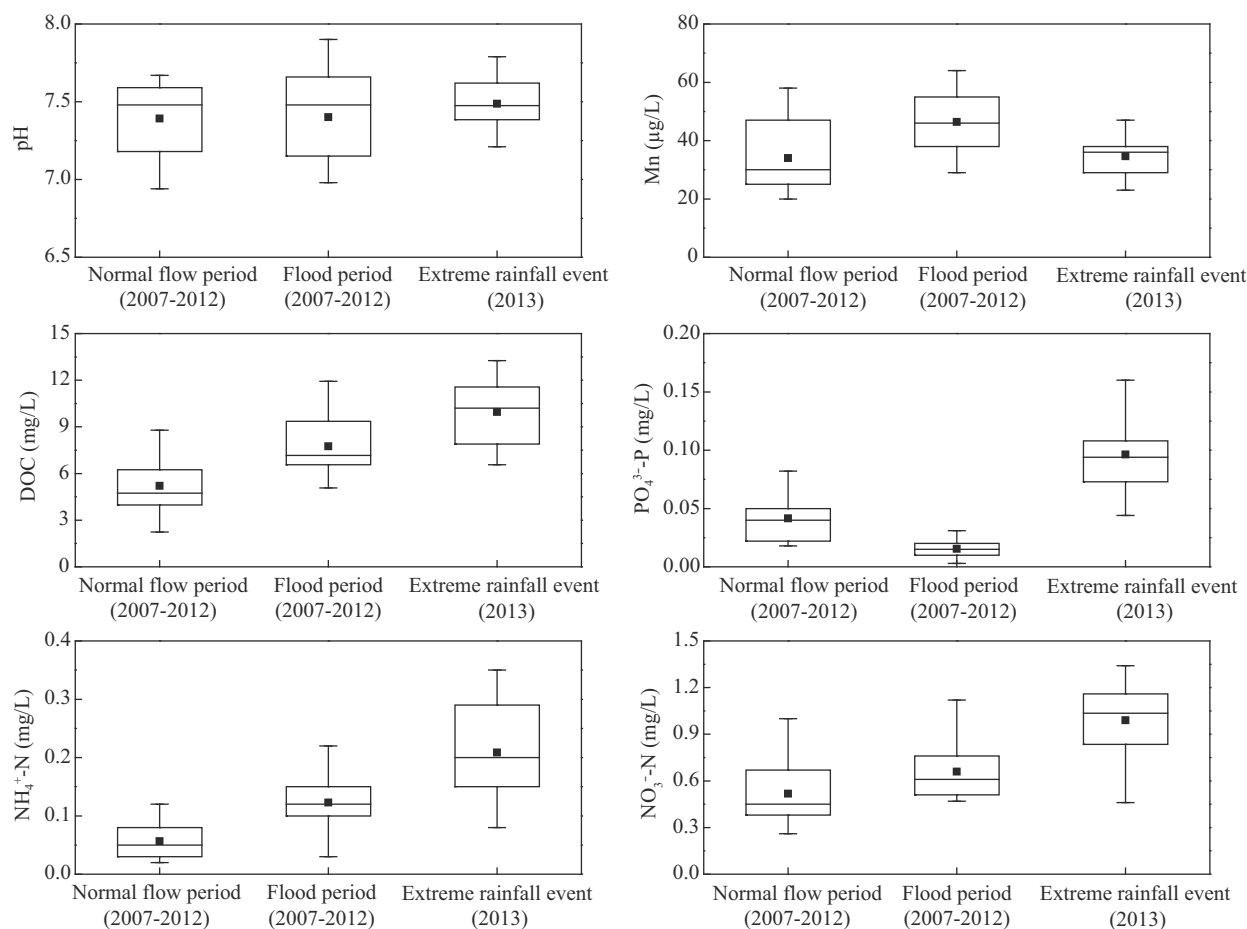 8.0
7.5
7.0
6.5
pH
Normal flow period
(2007-2012)
Flood period
(2007-2012)
Extreme rainfall event
(2013)
80
60
40
20
0
Mn (μg/L)
Normal flow period
(2007-2012)
Flood period
(2007-2012)
Extreme rainfall event
(2013)
15
12
9
6
3
0
DOC (mg/L)
Normal flow period
(2007-2012)
Flood period
(2007-2012)
Extreme rainfall event
(2013)
0.20
0.15
0.10
0.05
0.00
PO₄³⁻-P (mg/L)
Normal flow period
(2007-2012)
Flood period
(2007-2012)
Extreme rainfall event
(2013)
0.4
0.3
0.2
0.1
0.0
NH₄⁺-N (mg/L)
Normal flow period
(2007-2012)
Flood period
(2007-2012)
Extreme rainfall event
(2013)
1.5
1.2
0.9
0.6
0.3
0.0
NO₃⁻-N (mg/L)
Normal flow period
(2007-2012)
Flood period
(2007-2012)
Extreme rainfall event
(2013)